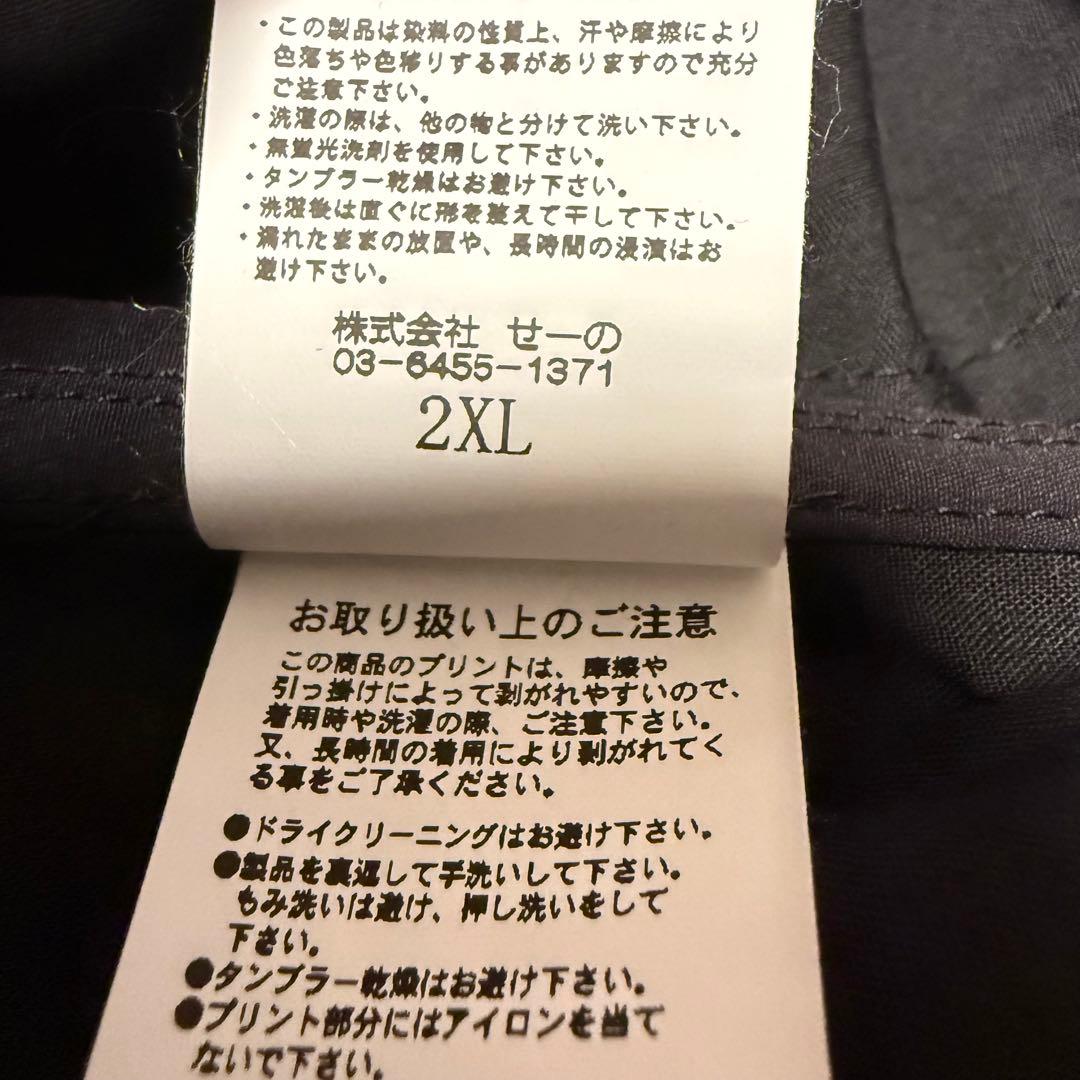 ・この製品は染料の性質上、汗や摩擦により
色落ちや色移りする事がありますので充分
ご注意下さい。
・洗濯の際は、他の物と分けて洗い下さい。
・無蛍光洗剤を使用して下さい。
・タンブラー乾燥はお避け下さい。
・洗濯後は直ぐに形を整えて干して下さい。
・濡れたままの放置や、長時間の浸漬はお
避け下さい。
株式会社 せーの
03-6455-1371
2XL
お取り扱い上のご注意
この商品のプリントは、摩擦や
引っ掛けによって剥がれやすいので、
着用時や洗濯の際、ご注意下さい。
又、長時間の着用により剥がれてく
る事をご了承ください。
●ドライクリーニングはお避け下さい。
●製品を裏返して手洗いして下さい。
もみ洗いは避け、押し洗いをして
下さい。
●タンブラー乾燥はお避け下さい。
●プリント部分にはアイロンを当て
ないで下さい。